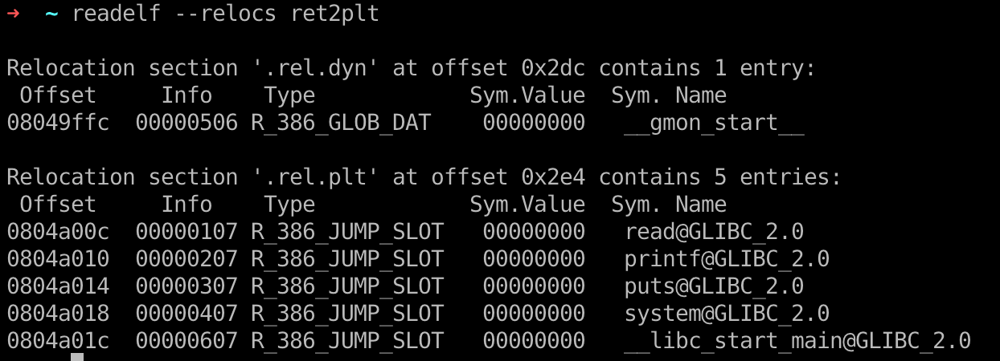 ➜  ~ readelf --relocs ret2plt

Relocation section '.rel.dyn' at offset 0x2dc contains 1 entry:
 Offset     Info    Type            Sym.Value  Sym. Name
08049ffc  00000506 R_386_GLOB_DAT    00000000   __gmon_start__

Relocation section '.rel.plt' at offset 0x2e4 contains 5 entries:
 Offset     Info    Type            Sym.Value  Sym. Name
0804a00c  00000107 R_386_JUMP_SLOT   00000000   read@GLIBC_2.0
0804a010  00000207 R_386_JUMP_SLOT   00000000   printf@GLIBC_2.0
0804a014  00000307 R_386_JUMP_SLOT   00000000   puts@GLIBC_2.0
0804a018  00000407 R_386_JUMP_SLOT   00000000   system@GLIBC_2.0
0804a01c  00000607 R_386_JUMP_SLOT   00000000   __libc_start_main@GLIBC_2.0